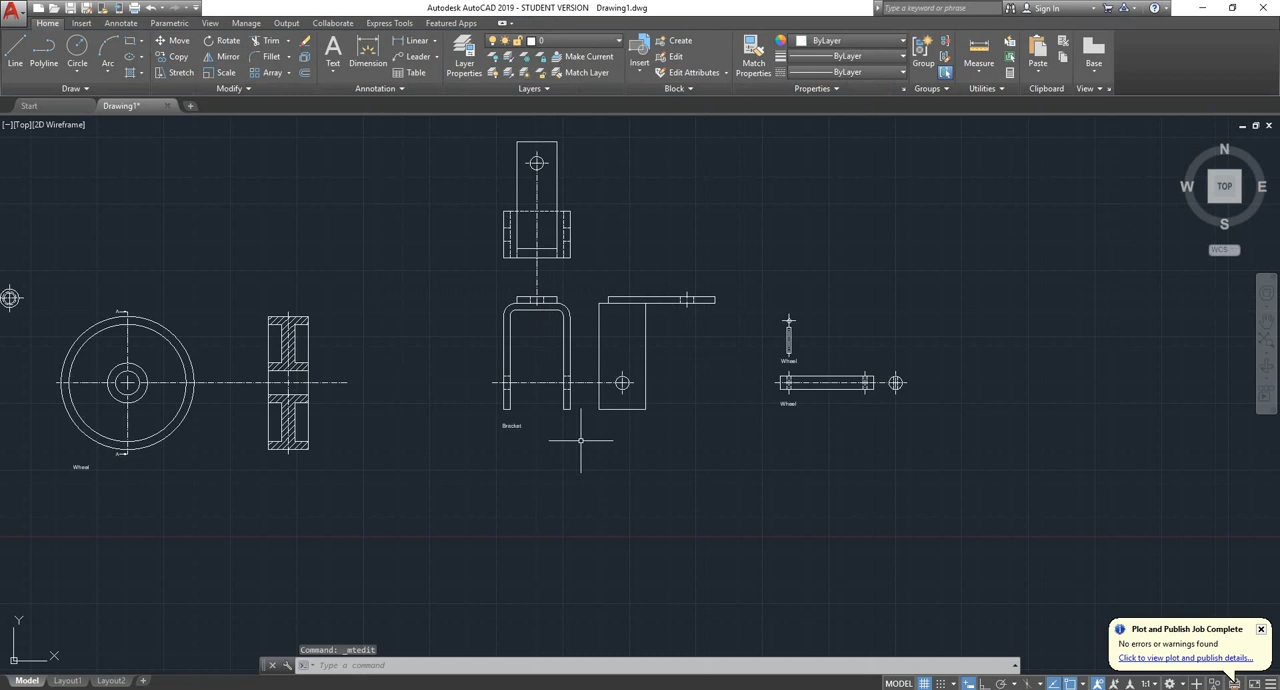 Autodesk AutoCAD 2019 - STUDENT VERSION Drawing1.dwg
Type a keyword or phrase
Sign In
Home Insert Annotate Parametric View Manage Output Collaborate Express Tools Featured Apps
Line Polyline Circle Arc
Move Rotate Trim
Copy Mirror Fillet
Stretch Scale Array
Text Dimension
Linear
Leader
Table
Layer
Properties
0
Make Current
Match Layer
Insert
Create
Edit
Edit Attributes
Match
Properties
ByLayer
ByLayer
ByLayer
Group Measure Paste Base
Draw Modify Annotation Layers Block Properties Groups Utilities Clipboard View
Start Drawing1*
[−][Top][2D Wireframe]
N
W TOP E
S
WCS
A
A
Wheel
Bracket
Wheel
Wheel
Y
X
Command: _mtedit
Type a command
Plot and Publish Job Complete
No errors or warnings found
Click to view plot and publish details...
Model Layout1 Layout2
MODEL 1:1